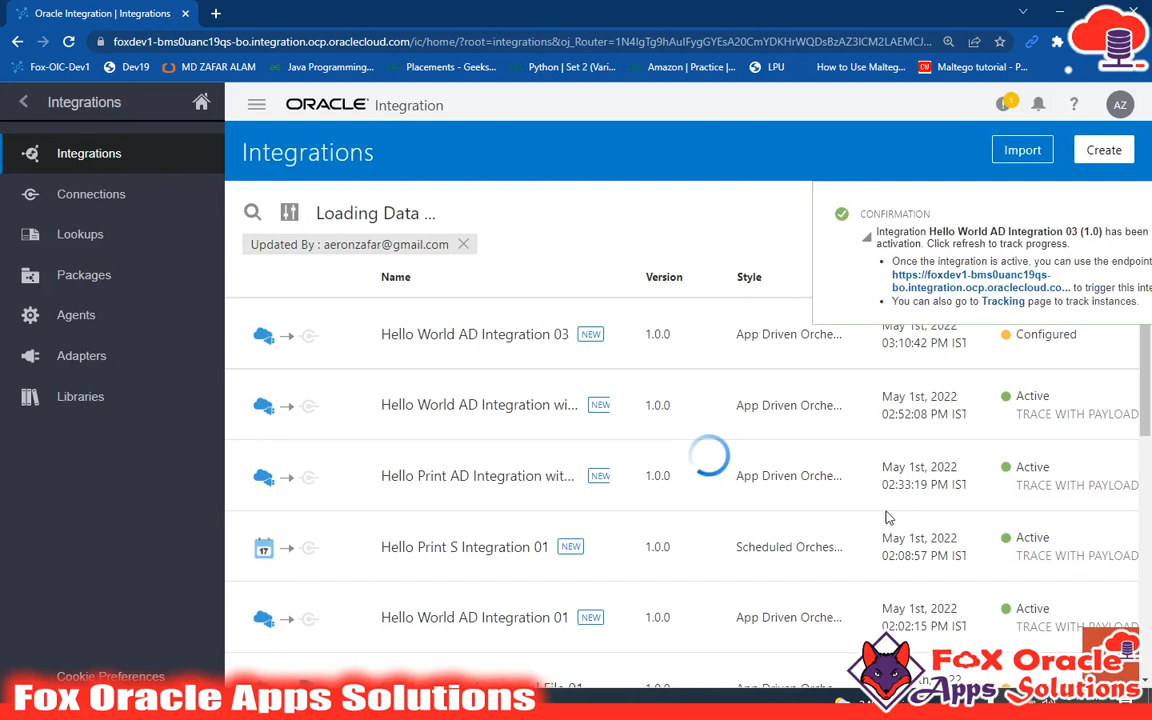 Oracle Integration | Integrations
foxdev1-bms0uanc19qs-bo.integration.ocp.oraclecloud.com/ic/home/?root=integrations&oj_Router=1N4IgTg9hAuIFygGYEsA20CmYDKHrWQDsBzAZ3ICM2LAEMCJ...
Fox-OIC-Dev1 Dev19 MD ZAFAR ALAM Java Programming... Placements - Geeks... Python | Set 2 (Vari... Amazon | Practice |... LPU How to Use Malteg... CW Maltego tutorial - P...
Integrations
ORACLE Integration
1
AZ
Integrations
Connections
Lookups
Packages
Agents
Adapters
Libraries
Cookie Preferences
Integrations
Import
Create
Loading Data ...
Updated By : aeronzafar@gmail.com
CONFIRMATION
Integration Hello World AD Integration 03 (1.0) has been
activation. Click refresh to track progress.
• Once the integration is active, you can use the endpoint
https://foxdev1-bms0uanc19qs-
bo.integration.ocp.oraclecloud.co... to trigger this inte
• You can also go to Tracking page to track instances.
Name Version Style
Hello World AD Integration 03 NEW 1.0.0 App Driven Orche... May 1st, 2022 Configured
03:10:42 PM IST
Hello World AD Integration wi... NEW 1.0.0 App Driven Orche... May 1st, 2022 Active
02:52:08 PM IST TRACE WITH PAYLOAD
Hello Print AD Integration wit... NEW 1.0.0 App Driven Orche... May 1st, 2022 Active
02:33:19 PM IST TRACE WITH PAYLOAD
17 Hello Print S Integration 01 NEW 1.0.0 Scheduled Orches... May 1st, 2022 Active
02:08:57 PM IST TRACE WITH PAYLOAD
Hello World AD Integration 01 NEW 1.0.0 App Driven Orche... May 1st, 2022 Active
02:02:15 PM IST TRACE WITH PAYLOAD
Fox Oracle Apps Solutions
FOX Oracle
Apps Solutions